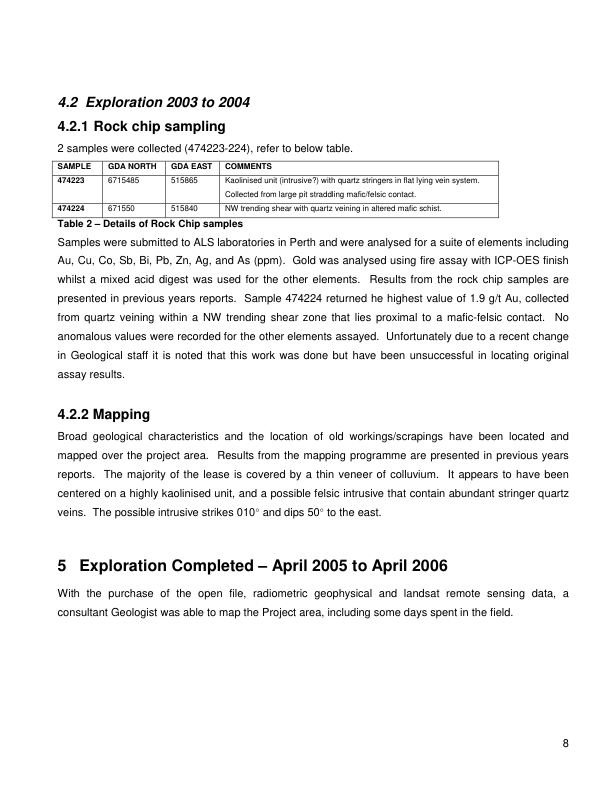 4.2 Exploration 2003 to 2004
4.2.1 Rock chip sampling
2 samples were collected (474223-224), refer to below table.
SAMPLE GDA NORTH GDA EAST COMMENTS
474223 6715485 515865 Kaolinised unit (intrusive?) with quartz stringers in flat lying vein system.
Collected from large pit straddling mafic/felsic contact.
474224 671550 515840 NW trending shear with quartz veining in altered mafic schist.
Table 2 – Details of Rock Chip samples
Samples were submitted to ALS laboratories in Perth and were analysed for a suite of elements including
Au, Cu, Co, Sb, Bi, Pb, Zn, Ag, and As (ppm). Gold was analysed using fire assay with ICP-OES finish
whilst a mixed acid digest was used for the other elements. Results from the rock chip samples are
presented in previous years reports. Sample 474224 returned he highest value of 1.9 g/t Au, collected
from quartz veining within a NW trending shear zone that lies proximal to a mafic-felsic contact. No
anomalous values were recorded for the other elements assayed. Unfortunately due to a recent change
in Geological staff it is noted that this work was done but have been unsuccessful in locating original
assay results.
4.2.2 Mapping
Broad geological characteristics and the location of old workings/scrapings have been located and
mapped over the project area. Results from the mapping programme are presented in previous years
reports. The majority of the lease is covered by a thin veneer of colluvium. It appears to have been
centered on a highly kaolinised unit, and a possible felsic intrusive that contain abundant stringer quartz
veins. The possible intrusive strikes 010° and dips 50° to the east.
5 Exploration Completed – April 2005 to April 2006
With the purchase of the open file, radiometric geophysical and landsat remote sensing data, a
consultant Geologist was able to map the Project area, including some days spent in the field.
8